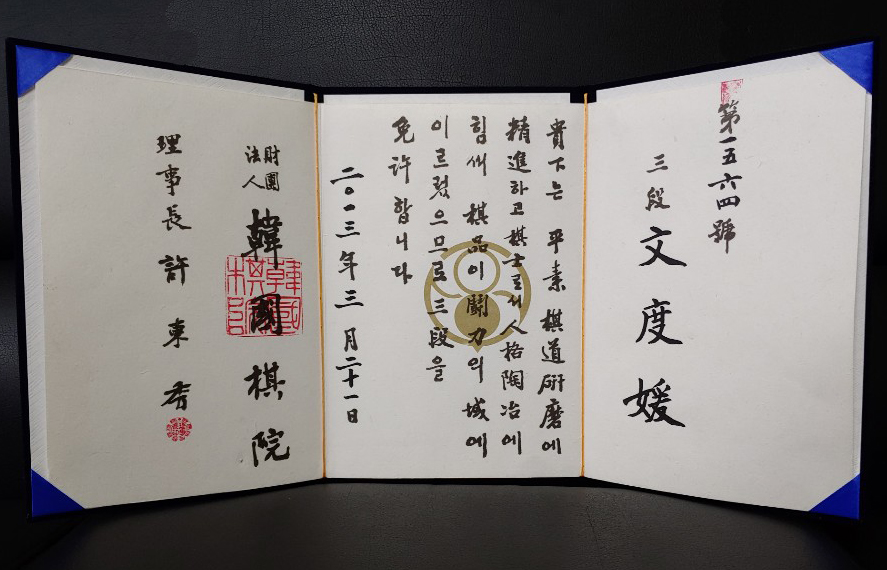 第一五六四號
三段 文度媛
貴下는 平素 棋道硏磨에
精進하고 棋士로서 人格陶冶에
힘써 棋品이 鬪力의 域에
이르렀으므로 三段을
免許합니다
二〇一三年 三月 二十一日
財團法人 韓國棋院
理事長 許東秀